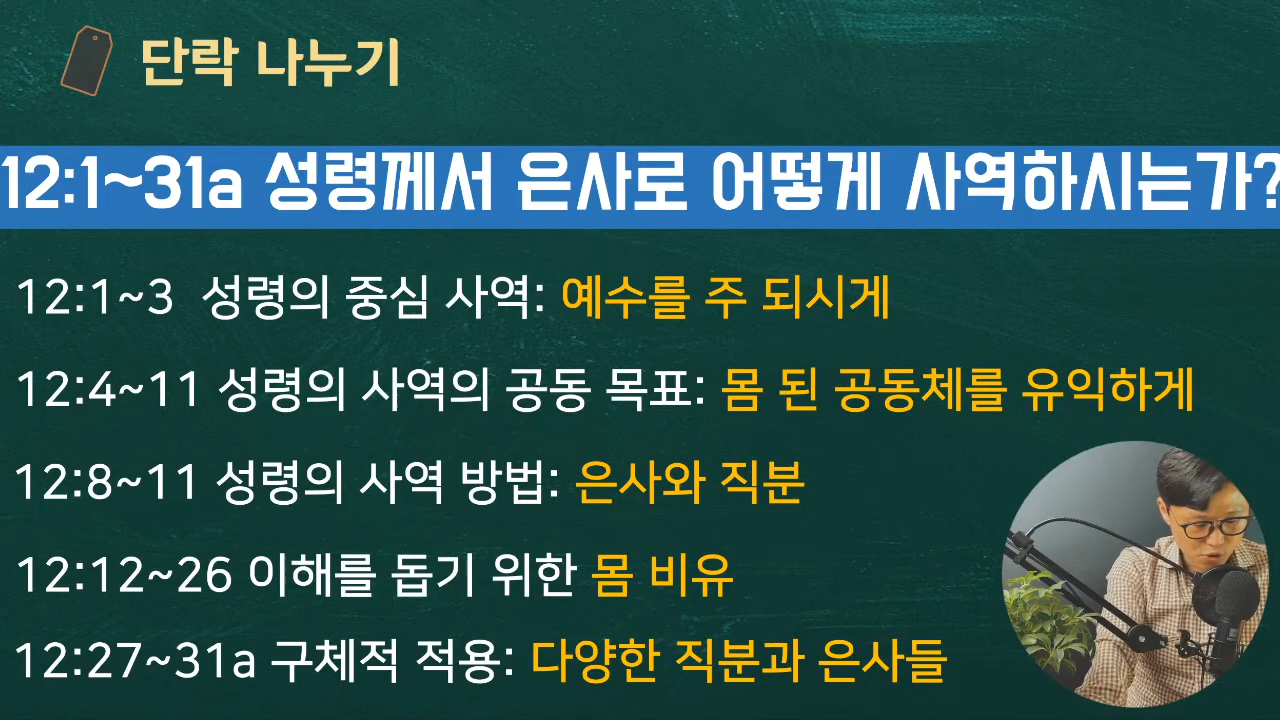 단락 나누기
12:1~31a 성령께서 은사로 어떻게 사역하시는가?
12:1~3 성령의 중심 사역: 예수를 주 되시게
12:4~11 성령의 사역의 공동 목표: 몸 된 공동체를 유익하게
12:8~11 성령의 사역 방법: 은사와 직분
12:12~26 이해를 돕기 위한 몸 비유
12:27~31a 구체적 적용: 다양한 직분과 은사들